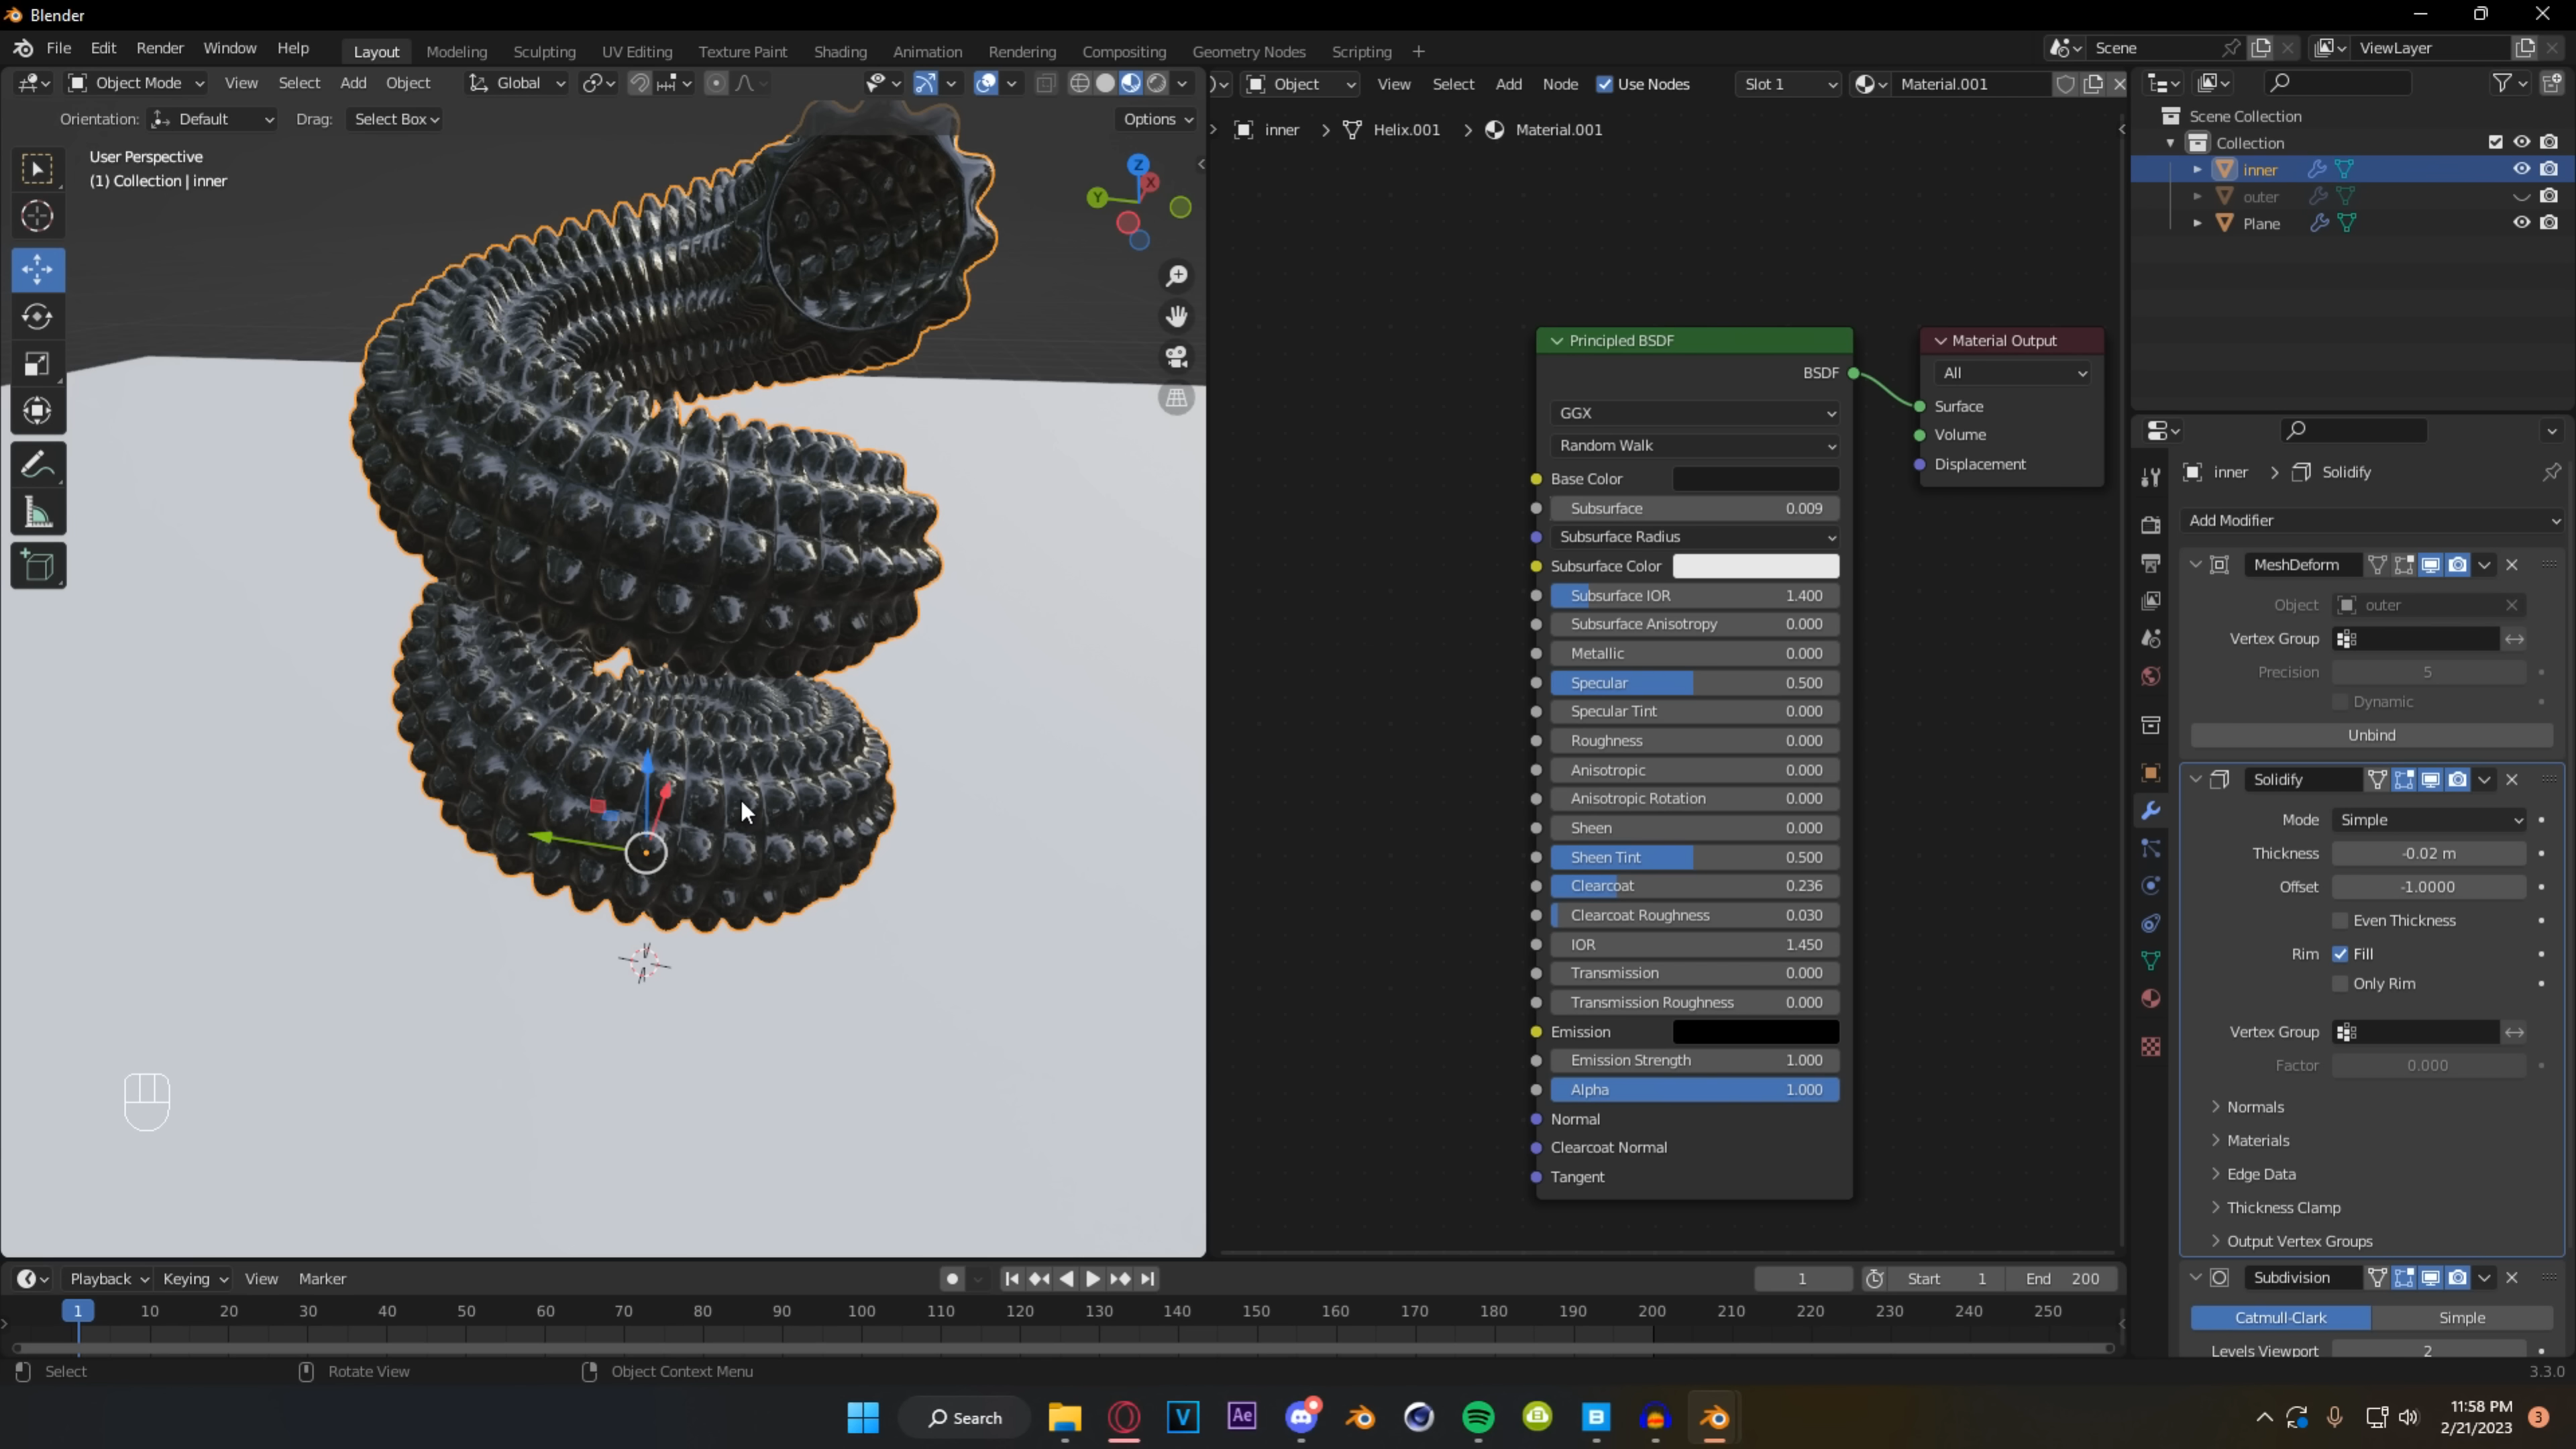 Blender
File Edit Render Window Help
Layout Modeling Sculpting UV Editing Texture Paint Shading Animation Rendering Compositing Geometry Nodes Scripting +
Scene
ViewLayer
Object Mode View Select Add Object Global
Object View Select Add Node Use Nodes Slot 1 Material.001
Orientation: Default Drag: Select Box Options
inner > Helix.001 > Material.001
User Perspective
(1) Collection | inner
Z
X
Y
Scene Collection
Collection
inner
outer
Plane
Principled BSDF
BSDF
GGX
Random Walk
Base Color
Subsurface 0.009
Subsurface Radius
Subsurface Color
Subsurface IOR 1.400
Subsurface Anisotropy 0.000
Metallic 0.000
Specular 0.500
Specular Tint 0.000
Roughness 0.000
Anisotropic 0.000
Anisotropic Rotation 0.000
Sheen 0.000
Sheen Tint 0.500
Clearcoat 0.236
Clearcoat Roughness 0.030
IOR 1.450
Transmission 0.000
Transmission Roughness 0.000
Emission
Emission Strength 1.000
Alpha 1.000
Normal
Clearcoat Normal
Tangent
Material Output
All
Surface
Volume
Displacement
inner > Solidify
Add Modifier
MeshDeform
Object outer
Vertex Group
Precision 5
Dynamic
Unbind
Solidify
Mode Simple
Thickness -0.02 m
Offset -1.0000
Even Thickness
Rim Fill
Only Rim
Vertex Group
Factor 0.000
Normals
Materials
Edge Data
Thickness Clamp
Output Vertex Groups
Subdivision
Catmull-Clark Simple
Levels Viewport 2
Playback Keying View Marker
1 Start 1 End 200
1 10 20 30 40 50 60 70 80 90 100 110 120 130 140 150 160 170 180 190 200 210 220 230 240 250
Select Rotate View Object Context Menu 3.3.0
Search
V
Ae
B
11:58 PM
2/21/2023
3